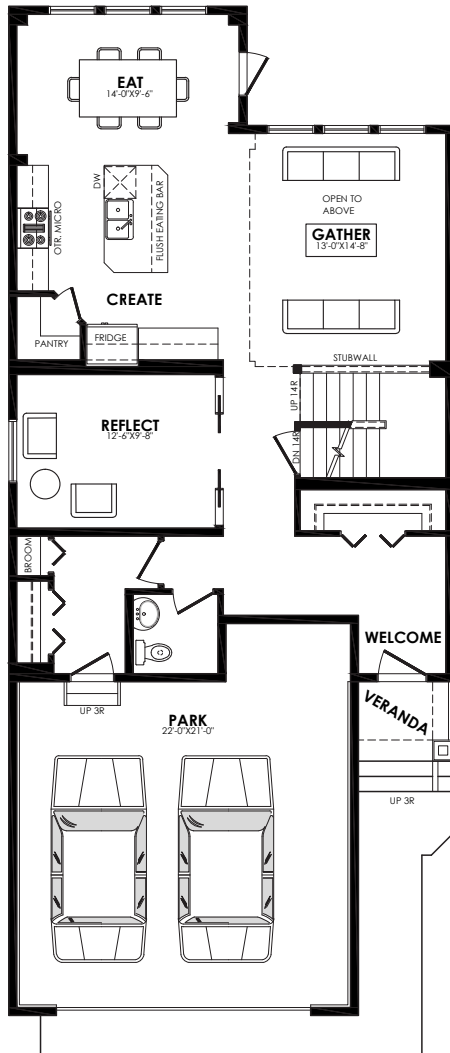 EAT
14'-0"X9'-6"
DW
FLUSH EATING BAR
OTR. MICRO
OPEN TO
ABOVE
GATHER
13'-0"X14'-8"
CREATE
PANTRY
FRIDGE
STUBWALL
UP 14R
REFLECT
12'-6"X9'-8"
DN 14R
BROOM
WELCOME
UP 3R
PARK
22'-0"X21'-0"
VERANDA
UP 3R